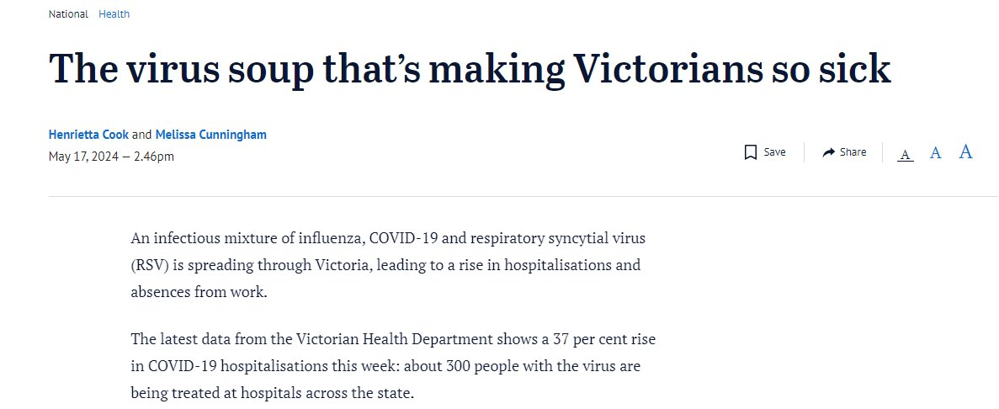 National Health
The virus soup that's making Victorians so sick
Henrietta Cook and Melissa Cunningham
May 17, 2024 — 2.46pm
Save Share A A A
An infectious mixture of influenza, COVID-19 and respiratory syncytial virus
(RSV) is spreading through Victoria, leading to a rise in hospitalisations and
absences from work.
The latest data from the Victorian Health Department shows a 37 per cent rise
in COVID-19 hospitalisations this week: about 300 people with the virus are
being treated at hospitals across the state.